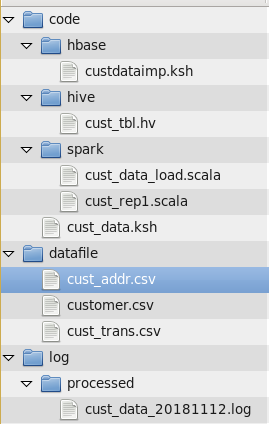 code
hbase
custdataimp.ksh
hive
cust_tbl.hv
spark
cust_data_load.scala
cust_rep1.scala
cust_data.ksh
datafile
cust_addr.csv
customer.csv
cust_trans.csv
log
processed
cust_data_20181112.log